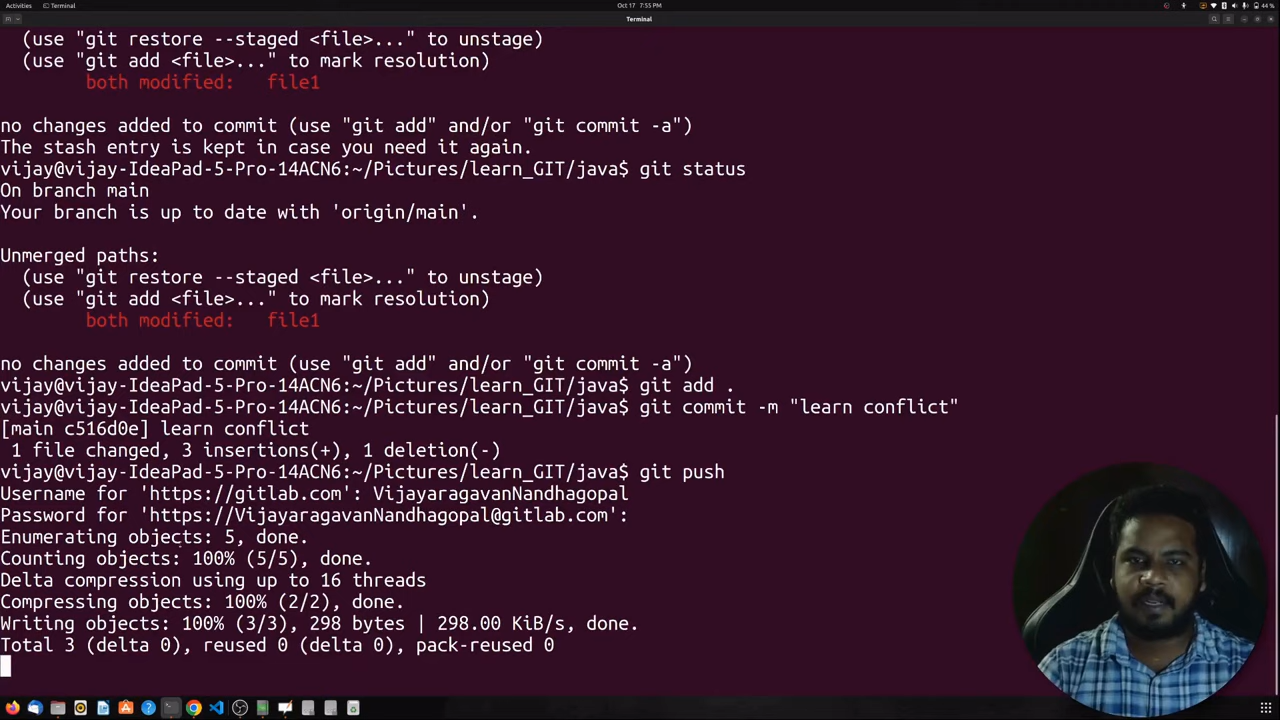 Activities
Terminal
Oct 17 7:55 PM
44 %
Terminal
(use "git restore --staged <file>..." to unstage)
(use "git add <file>..." to mark resolution)
both modified: file1
no changes added to commit (use "git add" and/or "git commit -a")
The stash entry is kept in case you need it again.
vijay@vijay-IdeaPad-5-Pro-14ACN6:~/Pictures/learn_GIT/java$ git status
On branch main
Your branch is up to date with 'origin/main'.
Unmerged paths:
(use "git restore --staged <file>..." to unstage)
(use "git add <file>..." to mark resolution)
both modified: file1
no changes added to commit (use "git add" and/or "git commit -a")
vijay@vijay-IdeaPad-5-Pro-14ACN6:~/Pictures/learn_GIT/java$ git add .
vijay@vijay-IdeaPad-5-Pro-14ACN6:~/Pictures/learn_GIT/java$ git commit -m "learn conflict"
[main c516d0e] learn conflict
1 file changed, 3 insertions(+), 1 deletion(-)
vijay@vijay-IdeaPad-5-Pro-14ACN6:~/Pictures/learn_GIT/java$ git push
Username for 'https://gitlab.com': VijayaragavanNandhagopal
Password for 'https://VijayaragavanNandhagopal@gitlab.com':
Enumerating objects: 5, done.
Counting objects: 100% (5/5), done.
Delta compression using up to 16 threads
Compressing objects: 100% (2/2), done.
Writing objects: 100% (3/3), 298 bytes | 298.00 KiB/s, done.
Total 3 (delta 0), reused 0 (delta 0), pack-reused 0